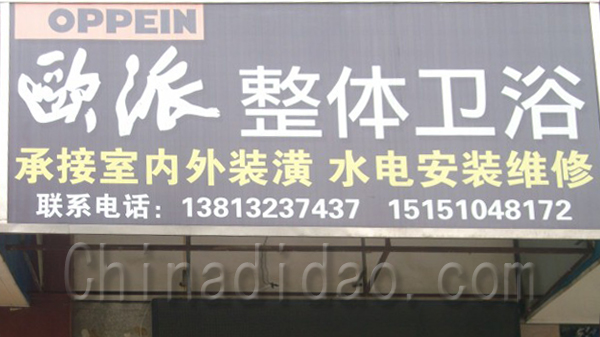 OPPEIN
歐派 整体卫浴
承接室内外装潢 水电安装维修
联系电话：13813237437 15151048172
Chinadidao.com